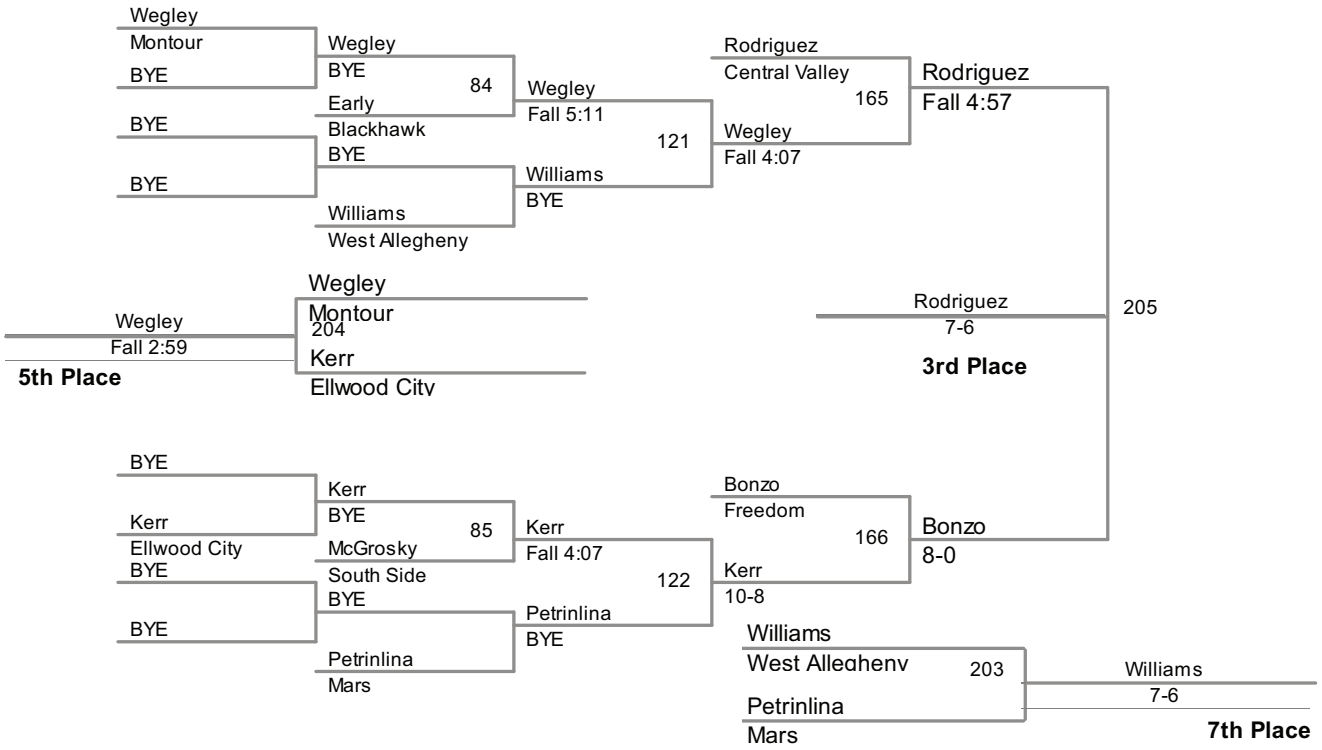 Wegley
Montour
BYE
Wegley
BYE
84
Early
Blackhawk
BYE
BYE
BYE
Williams
West Allegheny
Wegley
Fall 5:11
121
Williams
BYE
Rodriguez
Central Valley
165
Wegley
Fall 4:07
Rodriguez
Fall 4:57
Wegley
Montour
204
Kerr
Ellwood City
Wegley
Fall 2:59
5th Place
Rodriguez
7-6
3rd Place
205
BYE
Kerr
Ellwood City
BYE
BYE
Kerr
BYE
85
McGrosky
South Side
BYE
Petrinlina
Mars
Kerr
Fall 4:07
122
Petrinlina
BYE
Bonzo
Freedom
166
Kerr
10-8
Bonzo
8-0
Williams
West Allegheny
203
Petrinlina
Mars
Williams
7-6
7th Place